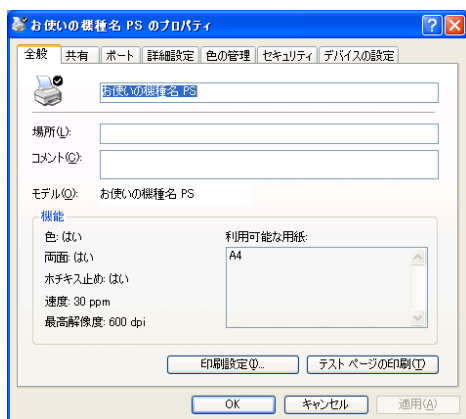 お使いの機種名 PS のプロパティ
全般 共有 ポート 詳細設定 色の管理 セキュリティ デバイスの設定
お使いの機種名 PS
場所(L):
コメント(C):
モデル(O): お使いの機種名 PS
機能
色: はい 利用可能な用紙:
両面: はい A4
ホチキス止め: はい
速度: 30 ppm
最高解像度: 600 dpi
印刷設定(I)... テスト ページの印刷(T)
OK キャンセル 適用(A)